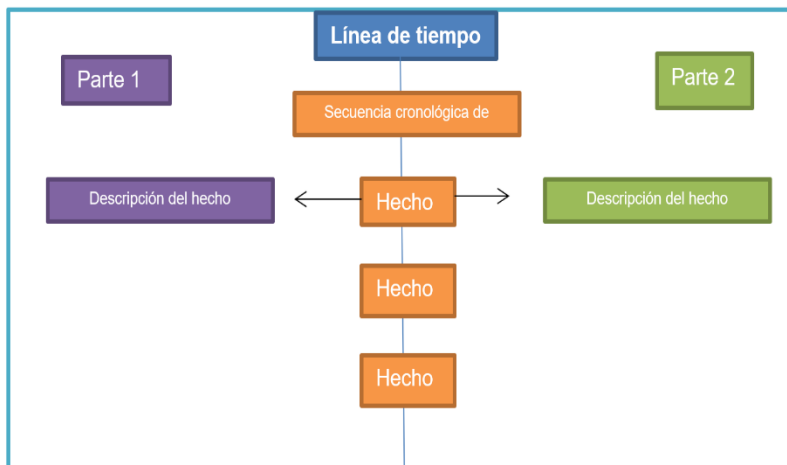 Línea de tiempo
Parte 1
Parte 2
Secuencia cronológica de
Descripción del hecho
Hecho
Descripción del hecho
Hecho
Hecho